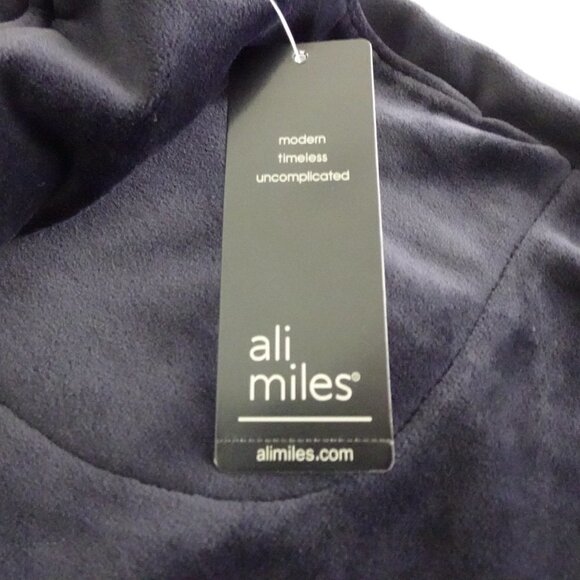 modern
timeless
uncomplicated
ali
miles®
alimiles.com